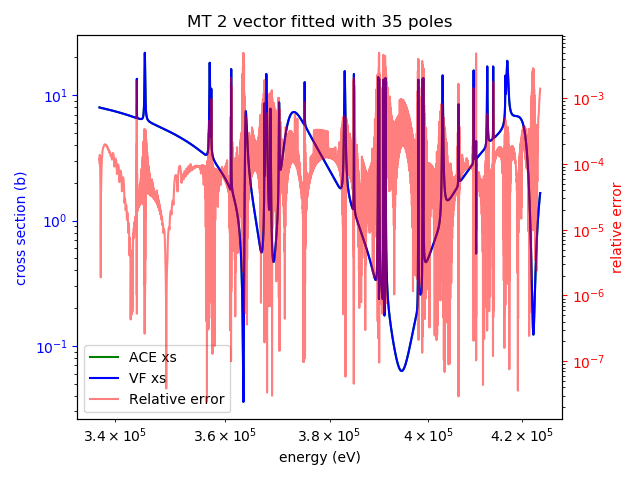 MT 2 vector fitted with 35 poles
cross section (b)
10¹
10⁰
10⁻¹
10⁻³
10⁻⁴
10⁻⁵
10⁻⁶
10⁻⁷
relative error
ACE xs
VF xs
Relative error
3.4 × 10⁵ 3.6 × 10⁵ 3.8 × 10⁵ 4 × 10⁵ 4.2 × 10⁵
energy (eV)